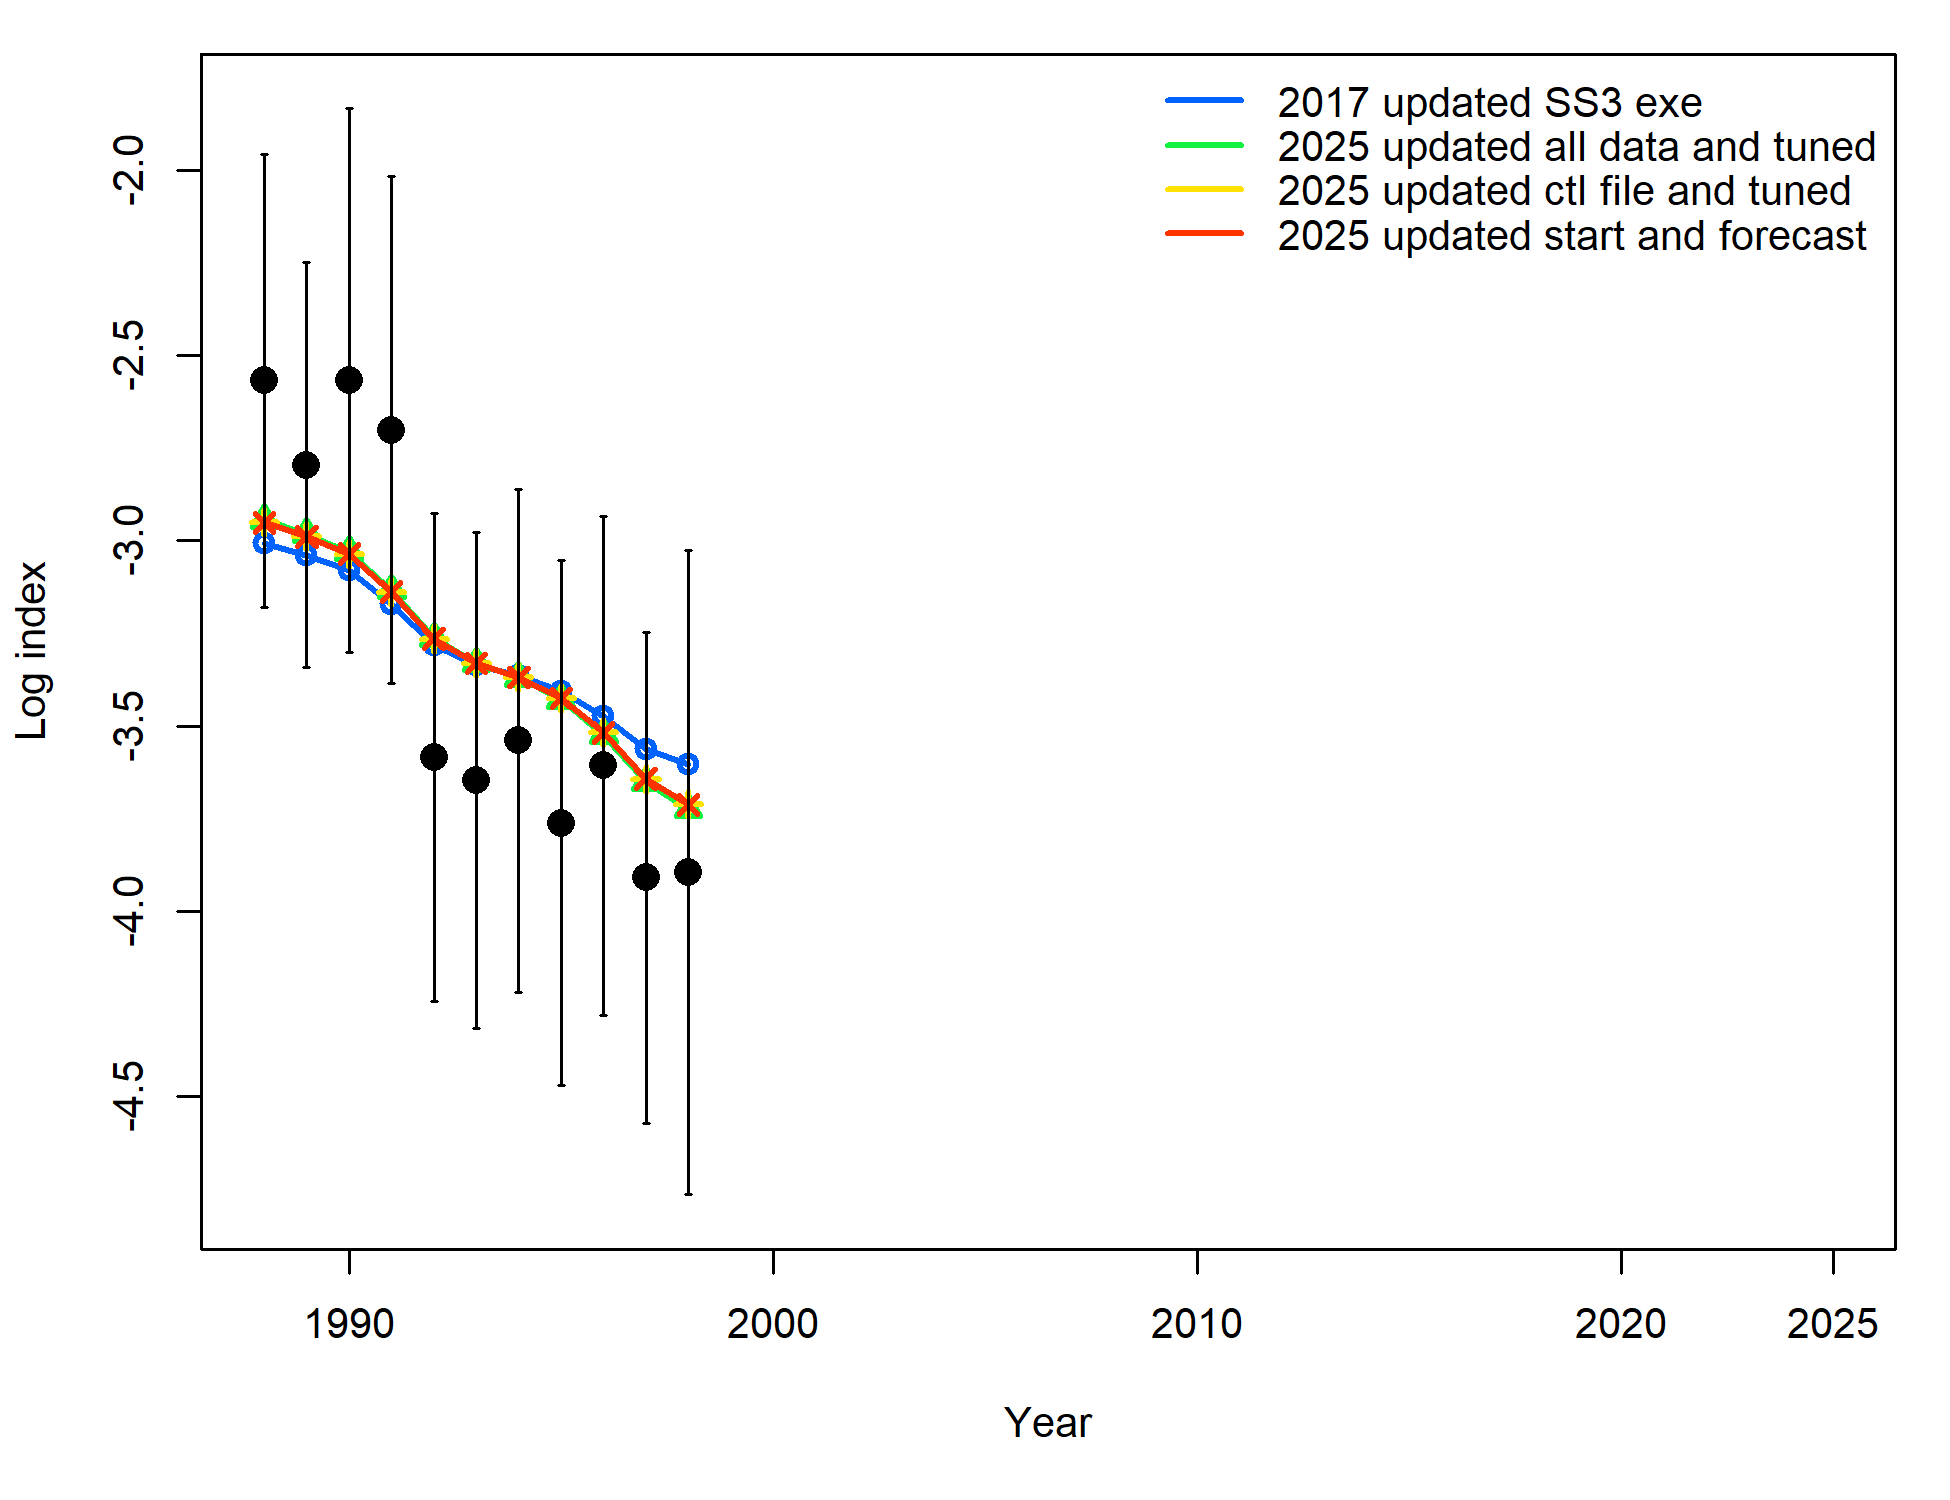 2017 updated SS3 exe
2025 updated all data and tuned
2025 updated ctl file and tuned
2025 updated start and forecast
Log index
-2.0
-2.5
-3.0
-3.5
-4.0
-4.5
1990
2000
2010
2020
2025
Year